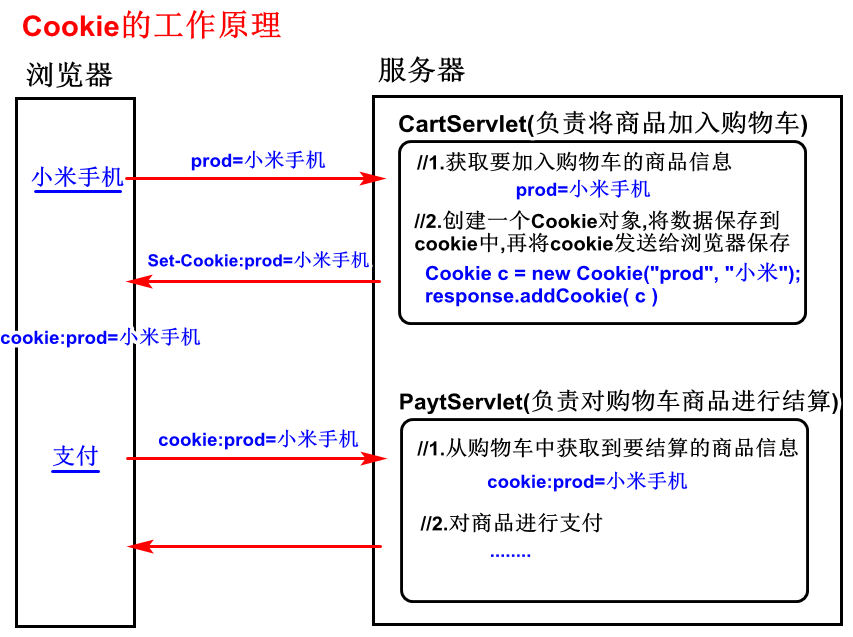 Cookie的工作原理
浏览器
服务器
CartServlet(负责将商品加入购物车)
小米手机
prod=小米手机
//1.获取要加入购物车的商品信息
prod=小米手机
//2.创建一个Cookie对象,将数据保存到
cookie中,再将cookie发送给浏览器保存
Set-Cookie:prod=小米手机
Cookie c = new Cookie("prod", "小米");
response.addCookie( c )
cookie:prod=小米手机
PaytServlet(负责对购物车商品进行结算)
支付
cookie:prod=小米手机
//1.从购物车中获取到要结算的商品信息
cookie:prod=小米手机
//2.对商品进行支付
........